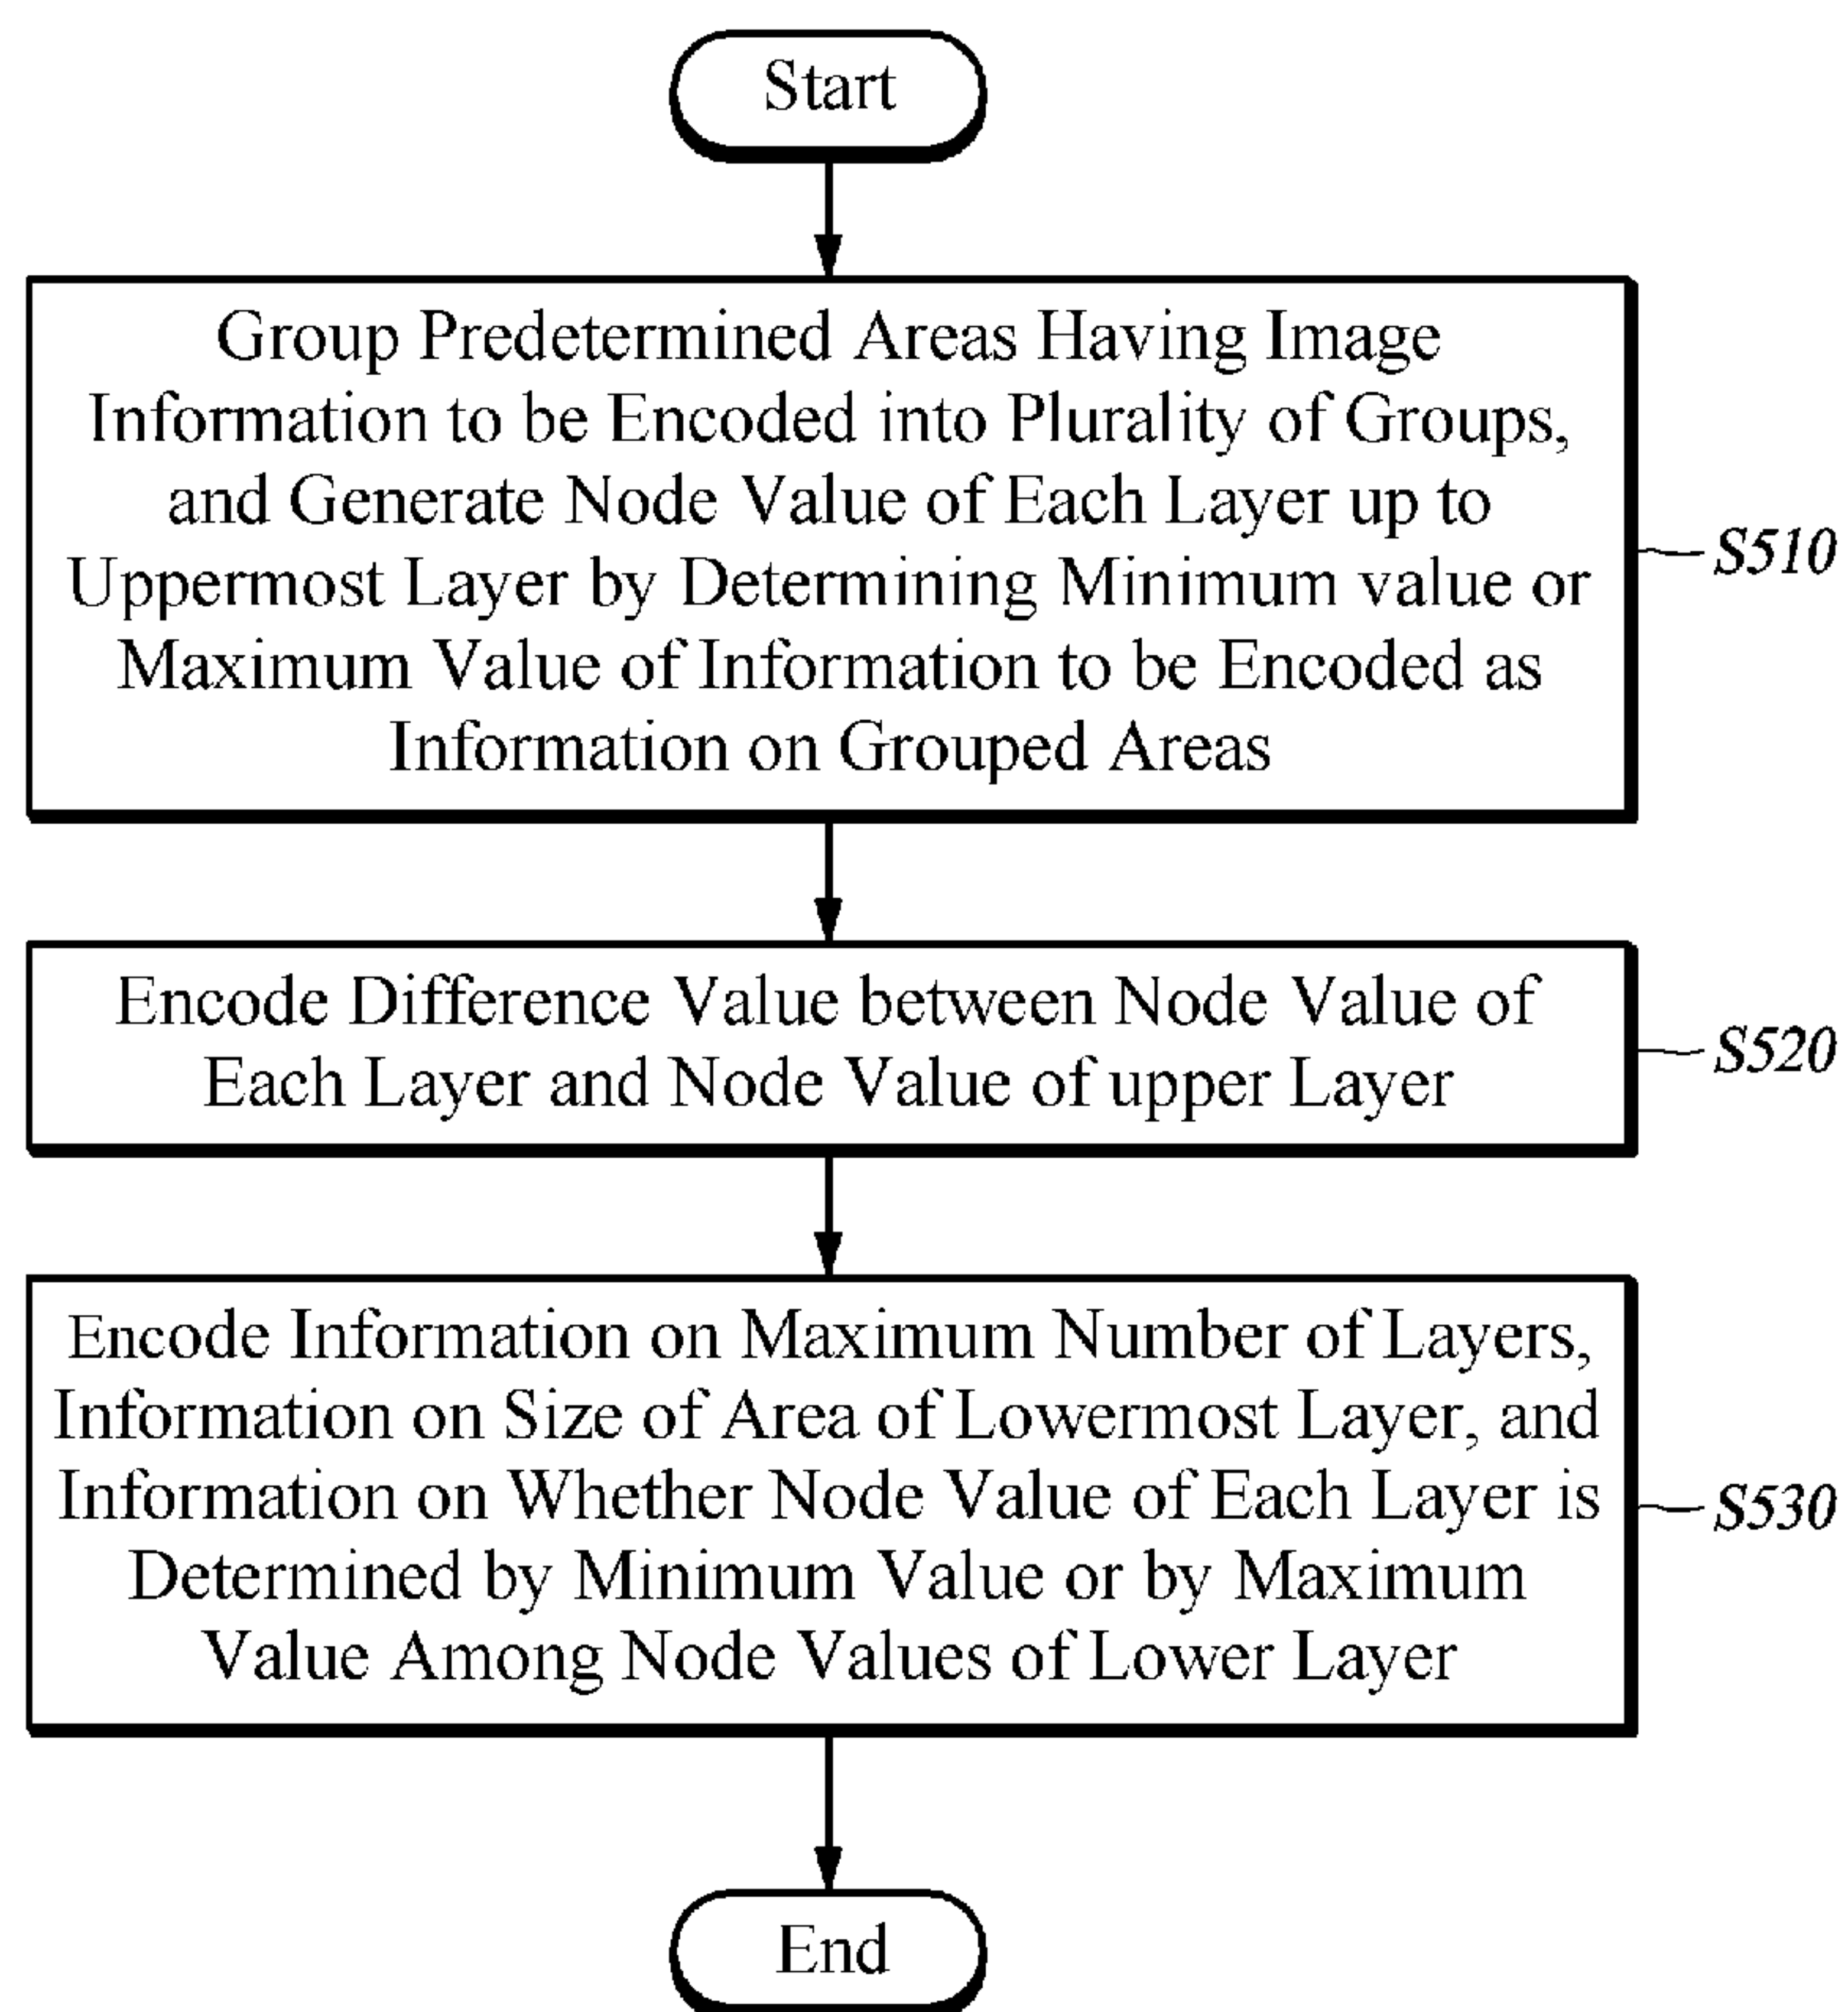 Start
Group Predetermined Areas Having Image
Information to be Encoded into Plurality of Groups,
and Generate Node Value of Each Layer up to
Uppermost Layer by Determining Minimum value or
Maximum Value of Information to be Encoded as
Information on Grouped Areas
S510
Encode Difference Value between Node Value of
Each Layer and Node Value of upper Layer
S520
Encode Information on Maximum Number of Layers,
Information on Size of Area of Lowermost Layer, and
Information on Whether Node Value of Each Layer is
Determined by Minimum Value or by Maximum
Value Among Node Values of Lower Layer
S530
End